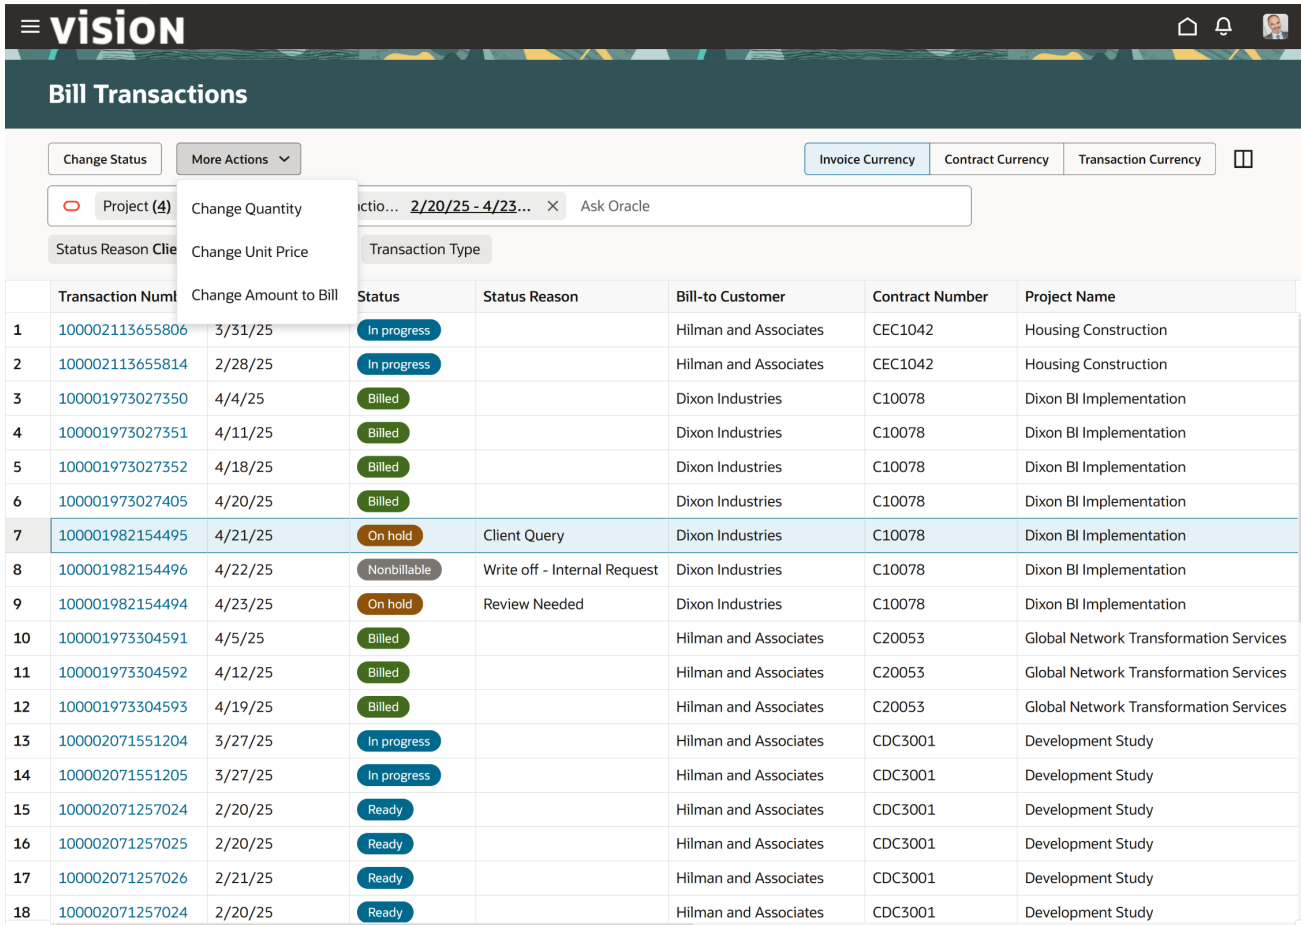 vision
Bill Transactions
Change Status More Actions Invoice Currency Contract Currency Transaction Currency
Project (4) ctio... 2/20/25 - 4/23... Ask Oracle
Change Quantity
Status Reason Clie Transaction Type
Change Unit Price
Change Amount to Bill
Transaction Numb Status Status Reason Bill-to Customer Contract Number Project Name
1 100002113655806 3/31/25 In progress Hilman and Associates CEC1042 Housing Construction
2 100002113655814 2/28/25 In progress Hilman and Associates CEC1042 Housing Construction
3 100001973027350 4/4/25 Billed Dixon Industries C10078 Dixon BI Implementation
4 100001973027351 4/11/25 Billed Dixon Industries C10078 Dixon BI Implementation
5 100001973027352 4/18/25 Billed Dixon Industries C10078 Dixon BI Implementation
6 100001973027405 4/20/25 Billed Dixon Industries C10078 Dixon BI Implementation
7 100001982154495 4/21/25 On hold Client Query Dixon Industries C10078 Dixon BI Implementation
8 100001982154496 4/22/25 Nonbillable Write off - Internal Request Dixon Industries C10078 Dixon BI Implementation
9 100001982154494 4/23/25 On hold Review Needed Dixon Industries C10078 Dixon BI Implementation
10 100001973304591 4/5/25 Billed Hilman and Associates C20053 Global Network Transformation Services
11 100001973304592 4/12/25 Billed Hilman and Associates C20053 Global Network Transformation Services
12 100001973304593 4/19/25 Billed Hilman and Associates C20053 Global Network Transformation Services
13 100002071551204 3/27/25 In progress Hilman and Associates CDC3001 Development Study
14 100002071551205 3/27/25 In progress Hilman and Associates CDC3001 Development Study
15 100002071257024 2/20/25 Ready Hilman and Associates CDC3001 Development Study
16 100002071257025 2/20/25 Ready Hilman and Associates CDC3001 Development Study
17 100002071257026 2/21/25 Ready Hilman and Associates CDC3001 Development Study
18 100002071257024 2/20/25 Ready Hilman and Associates CDC3001 Development Study